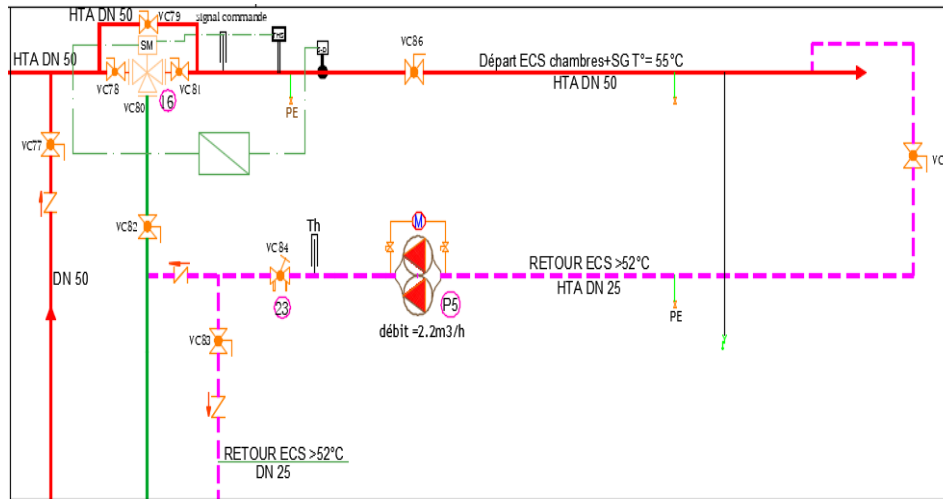 HTA DN 50
VC79
signal commande
SM
HTA DN 50
VC86
Départ ECS chambres+SG T°= 55°C
HTA DN 50
VC78
VC81
VC80
16
PE
VC77
VC
VC82
Th
VC84
M
RETOUR ECS >52°C
HTA DN 25
DN 50
23
P5
PE
débit =2.2m3/h
VC83
RETOUR ECS >52°C
DN 25